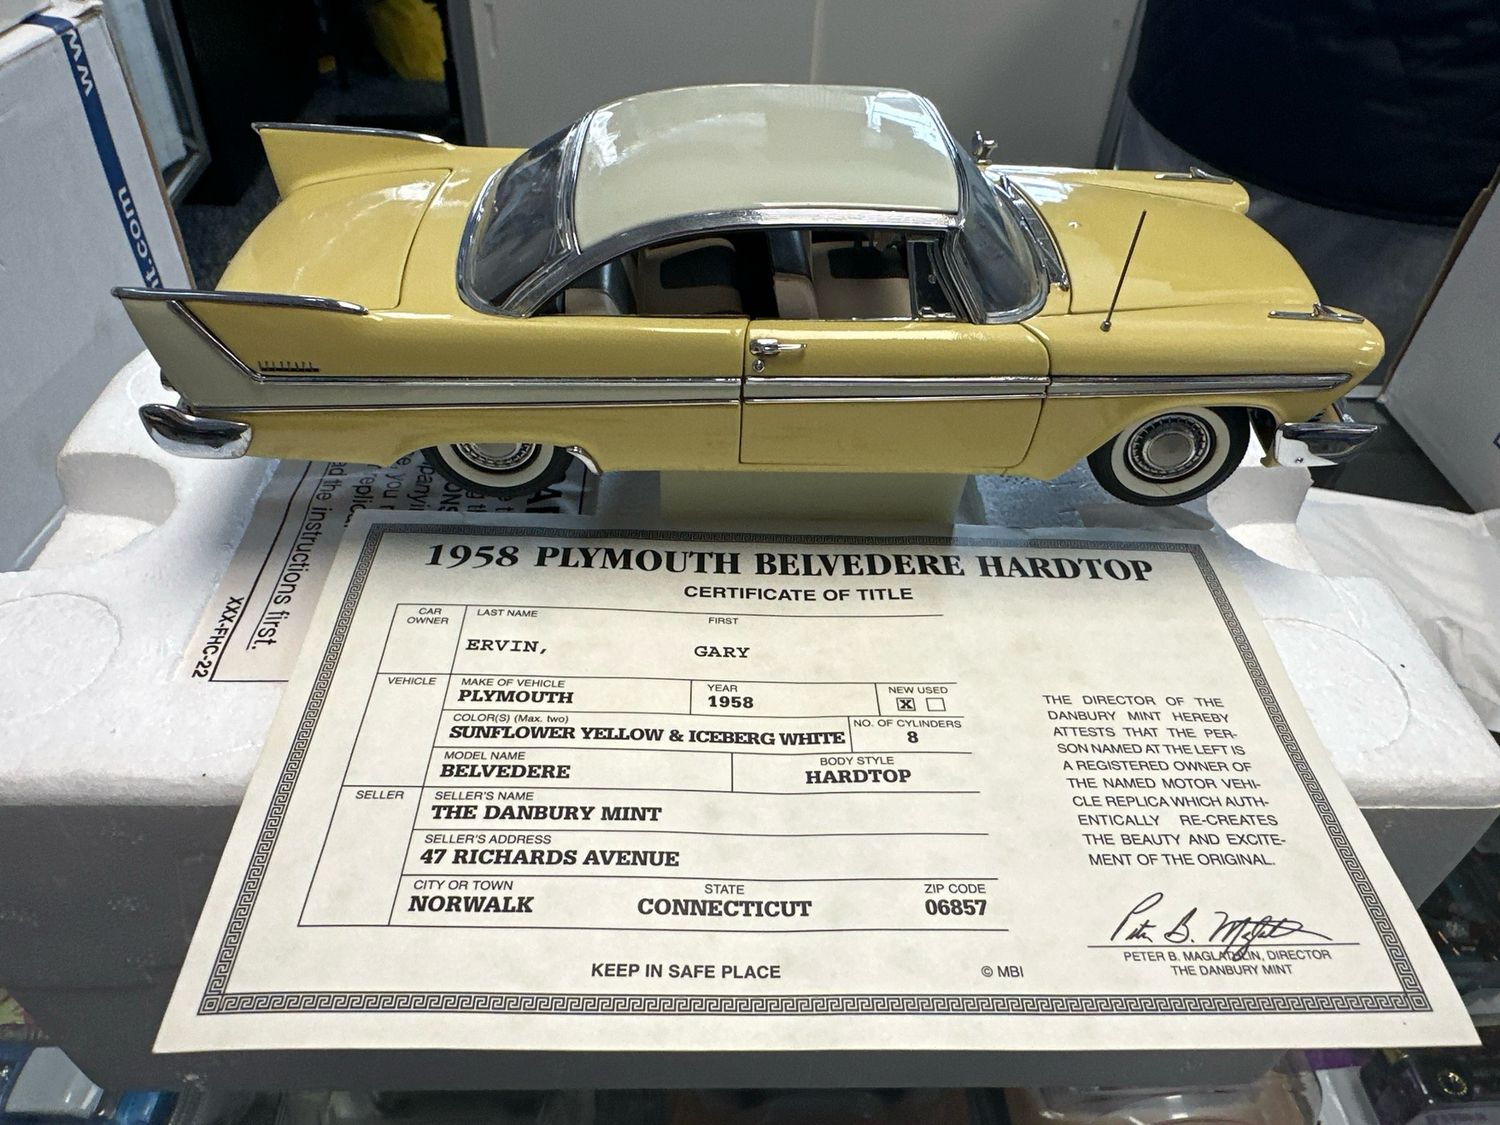 www
t.com
BELVEDERE
the instructions first.
XXX-FHC-22
1958 PLYMOUTH BELVEDERE HARDTOP
CERTIFICATE OF TITLE
CAR OWNER
LAST NAME FIRST
ERVIN, GARY
VEHICLE
MAKE OF VEHICLE YEAR NEW USED
PLYMOUTH 1958 X
COLOR(S) (Max. two) NO. OF CYLINDERS
SUNFLOWER YELLOW & ICEBERG WHITE 8
MODEL NAME BODY STYLE
BELVEDERE HARDTOP
SELLER
SELLER'S NAME
THE DANBURY MINT
SELLER'S ADDRESS
47 RICHARDS AVENUE
CITY OR TOWN STATE ZIP CODE
NORWALK CONNECTICUT 06857
THE DIRECTOR OF THE
DANBURY MINT HEREBY
ATTESTS THAT THE PER-
SON NAMED AT THE LEFT IS
A REGISTERED OWNER OF
THE NAMED MOTOR VEHI-
CLE REPLICA WHICH AUTH-
ENTICALLY RE-CREATES
THE BEAUTY AND EXCITE-
MENT OF THE ORIGINAL.
PETER B. MAGLATHLIN, DIRECTOR
THE DANBURY MINT
KEEP IN SAFE PLACE
© MBI